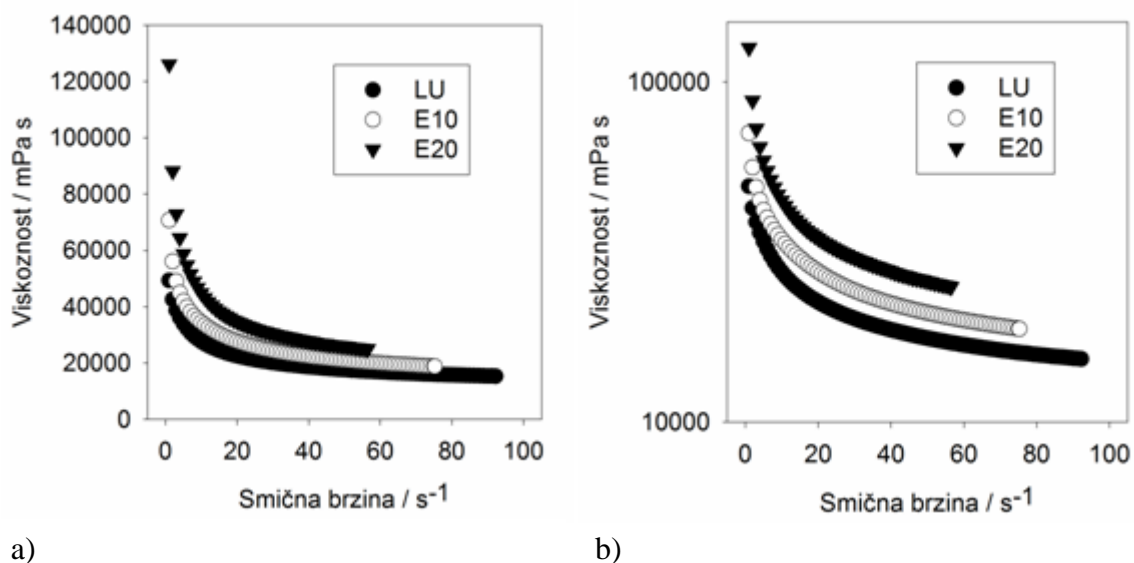 140000
120000
100000
80000
60000
40000
20000
0
Viskoznost / mPa s
LU
E10
E20
0 20 40 60 80 100
Smična brzina / s-1
a)
100000
10000
Viskoznost / mPa s
LU
E10
E20
0 20 40 60 80 100
Smična brzina / s-1
b)